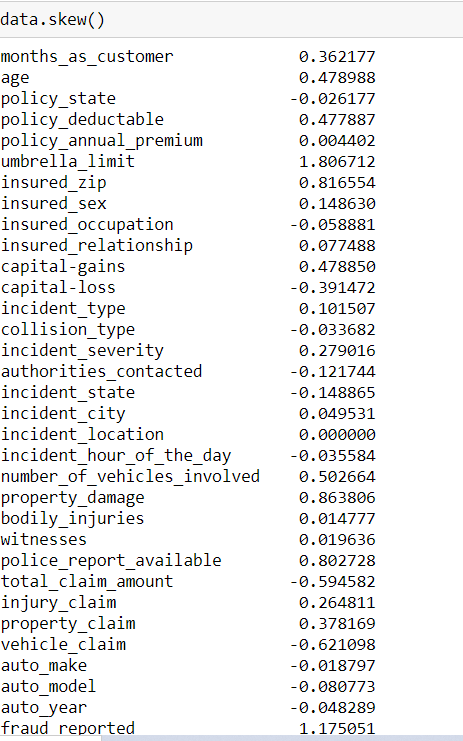 data.skew()
months_as_customer 0.362177
age 0.478988
policy_state -0.026177
policy_deductable 0.477887
policy_annual_premium 0.004402
umbrella_limit 1.806712
insured_zip 0.816554
insured_sex 0.148630
insured_occupation -0.058881
insured_relationship 0.077488
capital-gains 0.478850
capital-loss -0.391472
incident_type 0.101507
collision_type -0.033682
incident_severity 0.279016
authorities_contacted -0.121744
incident_state -0.148865
incident_city 0.049531
incident_location 0.000000
incident_hour_of_the_day -0.035584
number_of_vehicles_involved 0.502664
property_damage 0.863806
bodily_injuries 0.014777
witnesses 0.019636
police_report_available 0.802728
total_claim_amount -0.594582
injury_claim 0.264811
property_claim 0.378169
vehicle_claim -0.621098
auto_make -0.018797
auto_model -0.080773
auto_year -0.048289
fraud_reported 1.175051